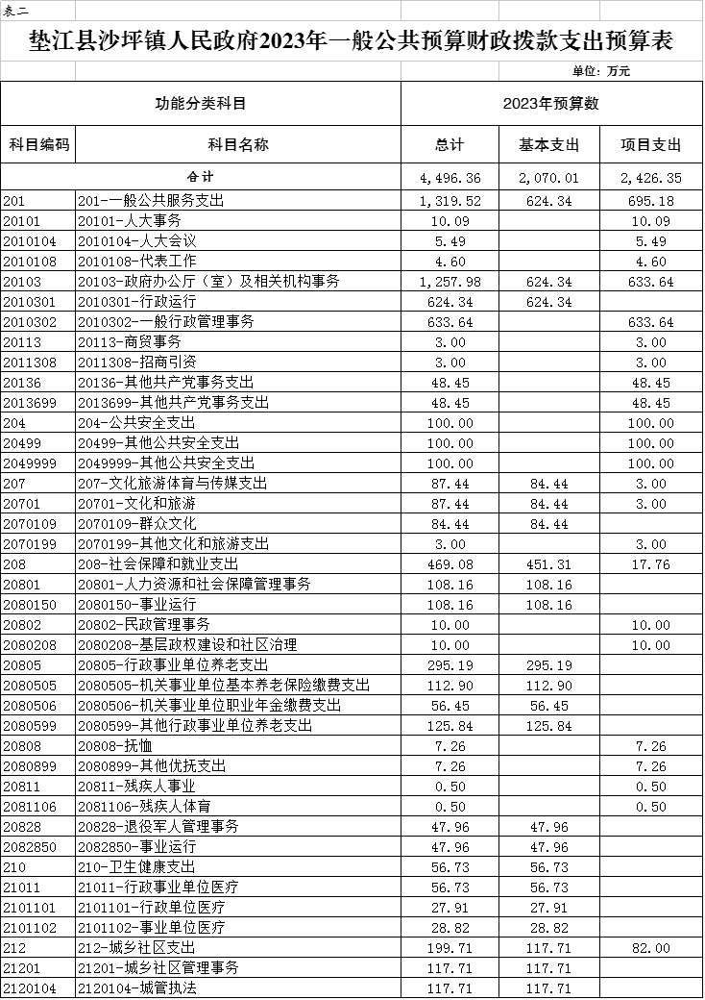 表二
垫江县沙坪镇人民政府2023年一般公共预算财政拨款支出预算表
单位：万元
功能分类科目 2023年预算数
科目编码 科目名称 总计 基本支出 项目支出
合计 4,496.36 2,070.01 2,426.35
201 201-一般公共服务支出 1,319.52 624.34 695.18
20101 20101-人大事务 10.09 10.09
2010104 2010104-人大会议 5.49 5.49
2010108 2010108-代表工作 4.60 4.60
20103 20103-政府办公厅（室）及相关机构事务 1,257.98 624.34 633.64
2010301 2010301-行政运行 624.34 624.34
2010302 2010302-一般行政管理事务 633.64 633.64
20113 20113-商贸事务 3.00 3.00
2011308 2011308-招商引资 3.00 3.00
20136 20136-其他共产党事务支出 48.45 48.45
2013699 2013699-其他共产党事务支出 48.45 48.45
204 204-公共安全支出 100.00 100.00
20499 20499-其他公共安全支出 100.00 100.00
2049999 2049999-其他公共安全支出 100.00 100.00
207 207-文化旅游体育与传媒支出 87.44 84.44 3.00
20701 20701-文化和旅游 87.44 84.44 3.00
2070109 2070109-群众文化 84.44 84.44
2070199 2070199-其他文化和旅游支出 3.00 3.00
208 208-社会保障和就业支出 469.08 451.31 17.76
20801 20801-人力资源和社会保障管理事务 108.16 108.16
2080150 2080150-事业运行 108.16 108.16
20802 20802-民政管理事务 10.00 10.00
2080208 2080208-基层政权建设和社区治理 10.00 10.00
20805 20805-行政事业单位养老支出 295.19 295.19
2080505 2080505-机关事业单位基本养老保险缴费支出 112.90 112.90
2080506 2080506-机关事业单位职业年金缴费支出 56.45 56.45
2080599 2080599-其他行政事业单位养老支出 125.84 125.84
20808 20808-抚恤 7.26 7.26
2080899 2080899-其他优抚支出 7.26 7.26
20811 20811-残疾人事业 0.50 0.50
2081106 2081106-残疾人体育 0.50 0.50
20828 20828-退役军人管理事务 47.96 47.96
2082850 2082850-事业运行 47.96 47.96
210 210-卫生健康支出 56.73 56.73
21011 21011-行政事业单位医疗 56.73 56.73
2101101 2101101-行政单位医疗 27.91 27.91
2101102 2101102-事业单位医疗 28.82 28.82
212 212-城乡社区支出 199.71 117.71 82.00
21201 21201-城乡社区管理事务 117.71 117.71
2120104 2120104-城管执法 117.71 117.71